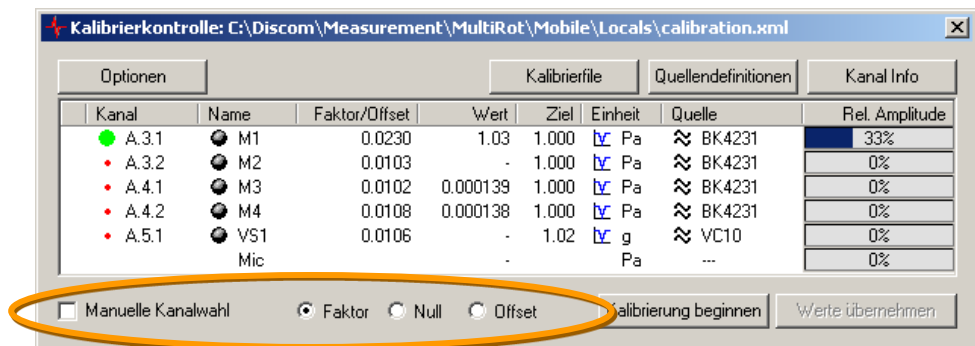 Kalibrierkontrolle: C:\Discom\Measurement\MultiRot\Mobile\Locals\calibration.xml
Optionen Kalibrierfile Quellendefinitionen Kanal Info
Kanal Name Faktor/Offset Wert Ziel Einheit Quelle Rel. Amplitude
A.3.1 M1 0.0230 1.03 1.000 Pa BK4231 33%
A.3.2 M2 0.0103 - 1.000 Pa BK4231 0%
A.4.1 M3 0.0102 0.000139 1.000 Pa BK4231 0%
A.4.2 M4 0.0108 0.000138 1.000 Pa BK4231 0%
A.5.1 VS1 0.0106 - 1.02 g VC10 0%
Mic - Pa --- 0%
Manuelle Kanalwahl Faktor Null Offset Kalibrierung beginnen Werte übernehmen